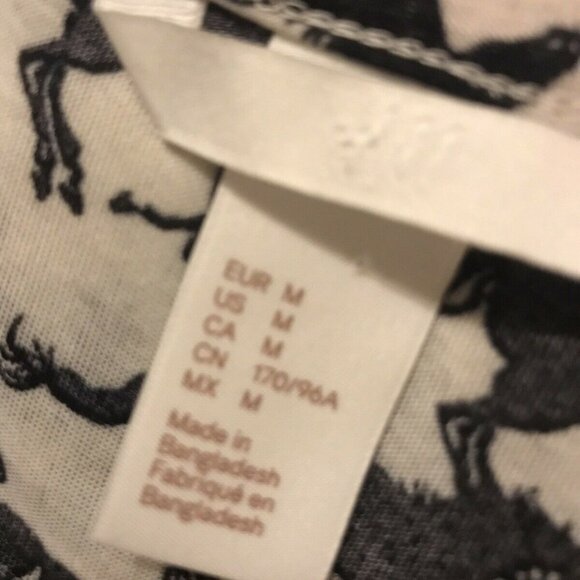 EUR M
US M
CA M
CN 170/96A
MX M
Made in
Bangladesh
Fabriqué en
Bangladesh